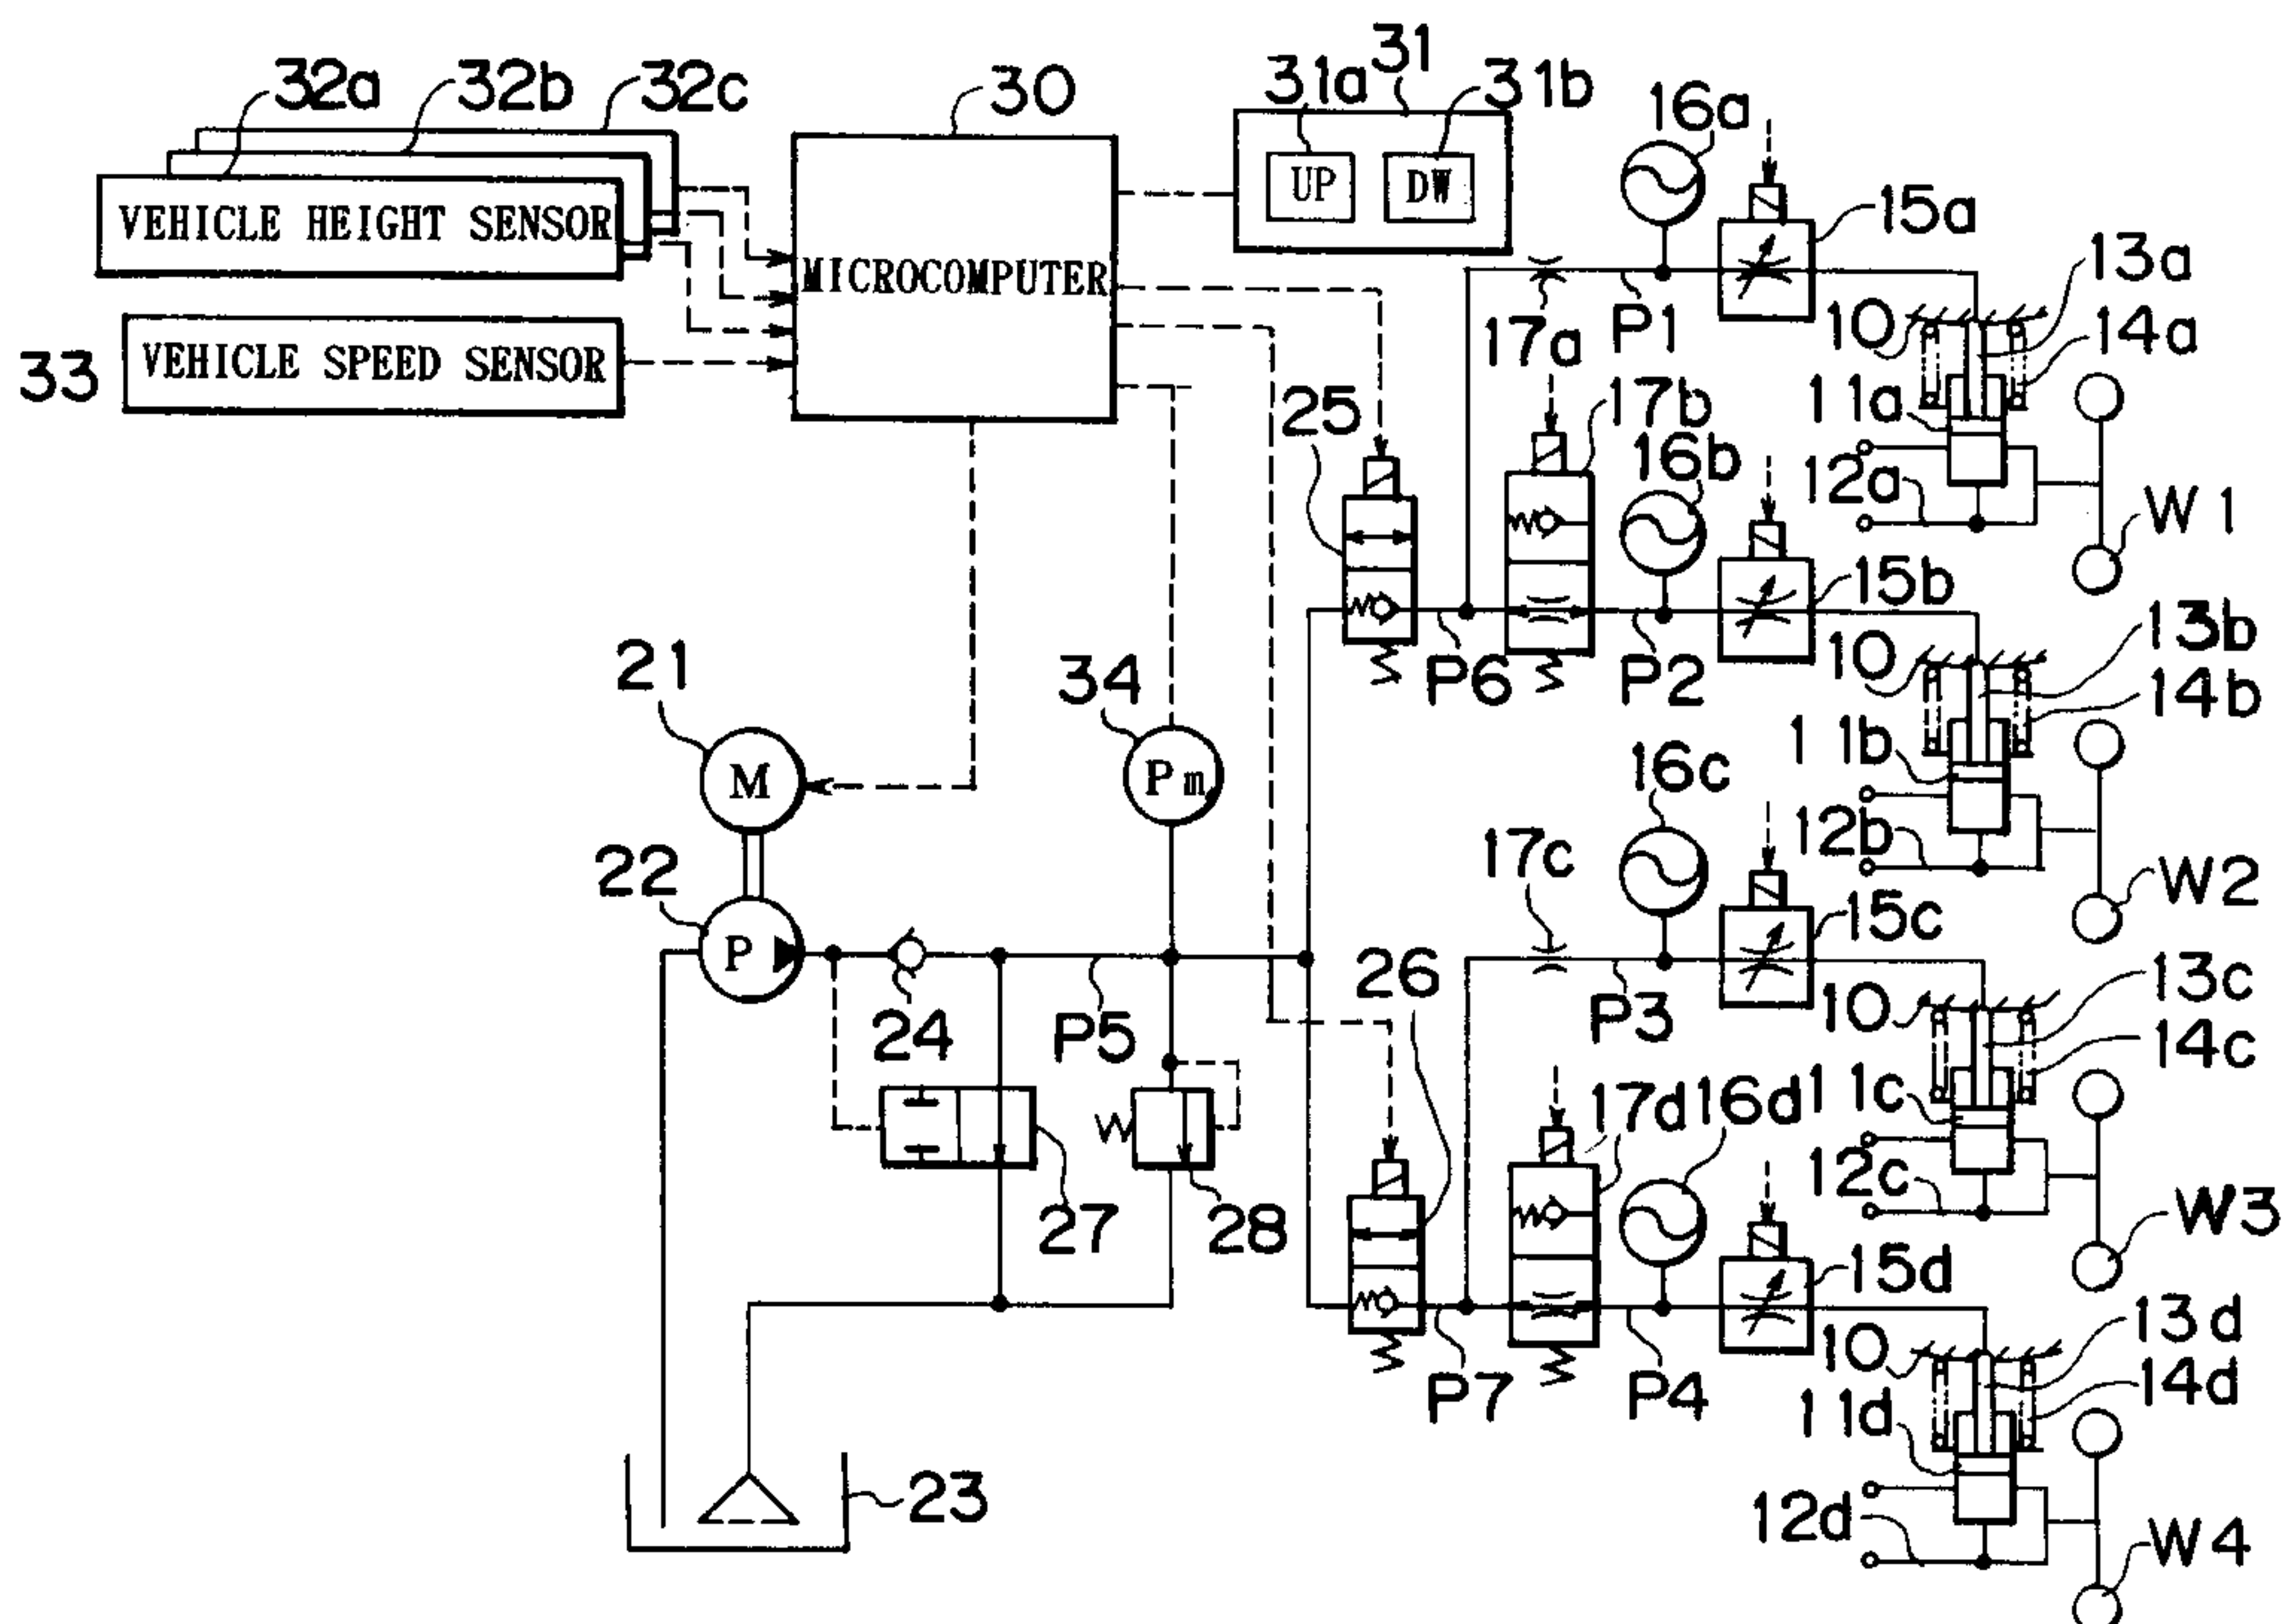 31
32a 32b 32c 30 31a 31b 16a
UP DW
VEHICLE HEIGHT SENSOR
15a
13a
MICROCOMPUTER
17a P1 10 14a
33 VEHICLE SPEED SENSOR
25 17b 11a
16b
12a W1
15b
21 34 P6 P2 10 13b
14b
M Pm 16c 11b
22 17c 12b W2
15c
P 26 13c
24 P5 P3 10 14c
17d 16d 11c
27 28 12c W3
15d
13d
P7 P4 10 14d
11d
23 12d W4